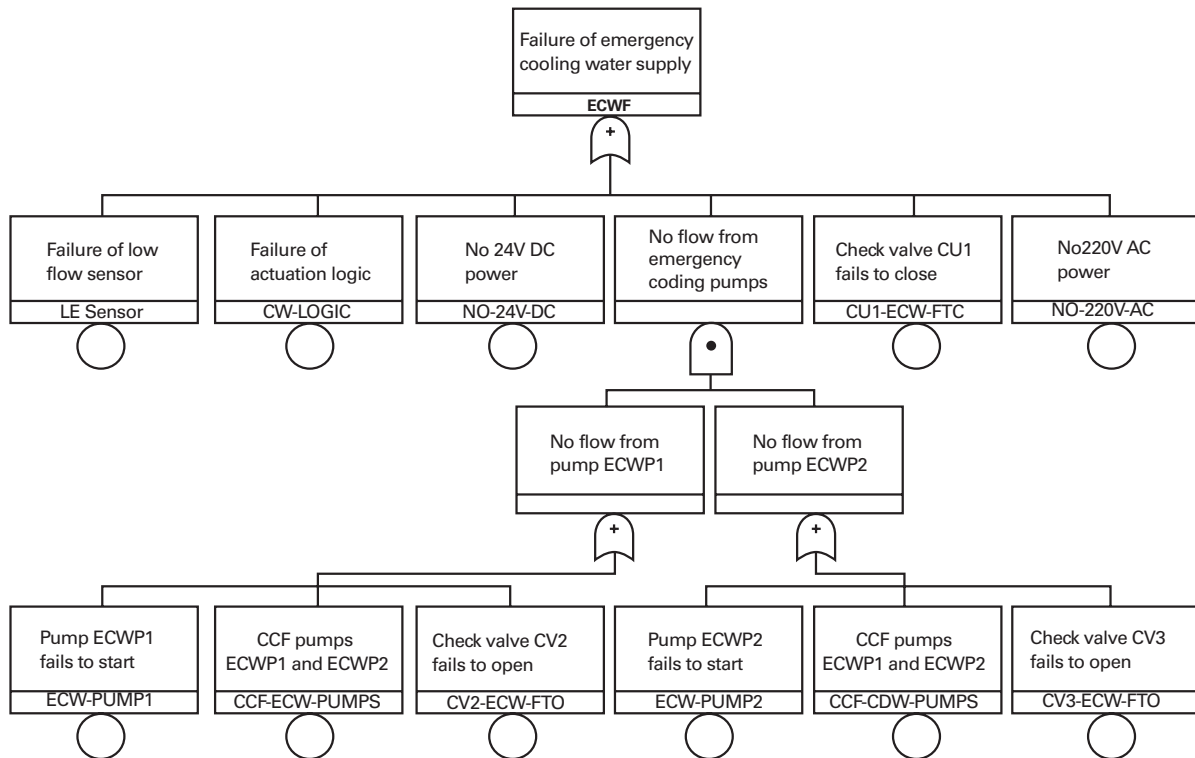 Failure of emergency
cooling water supply
ECWF
+
Failure of low
flow sensor
LE Sensor
Failure of
actuation logic
CW-LOGIC
No 24V DC
power
NO-24V-DC
No flow from
emergency
coding pumps
Check valve CU1
fails to close
CU1-ECW-FTC
No220V AC
power
NO-220V-AC
No flow from
pump ECWP1
No flow from
pump ECWP2
+
+
Pump ECWP1
fails to start
ECW-PUMP1
CCF pumps
ECWP1 and ECWP2
CCF-ECW-PUMPS
Check valve CV2
fails to open
CV2-ECW-FTO
Pump ECWP2
fails to start
ECW-PUMP2
CCF pumps
ECWP1 and ECWP2
CCF-CDW-PUMPS
Check valve CV3
fails to open
CV3-ECW-FTO